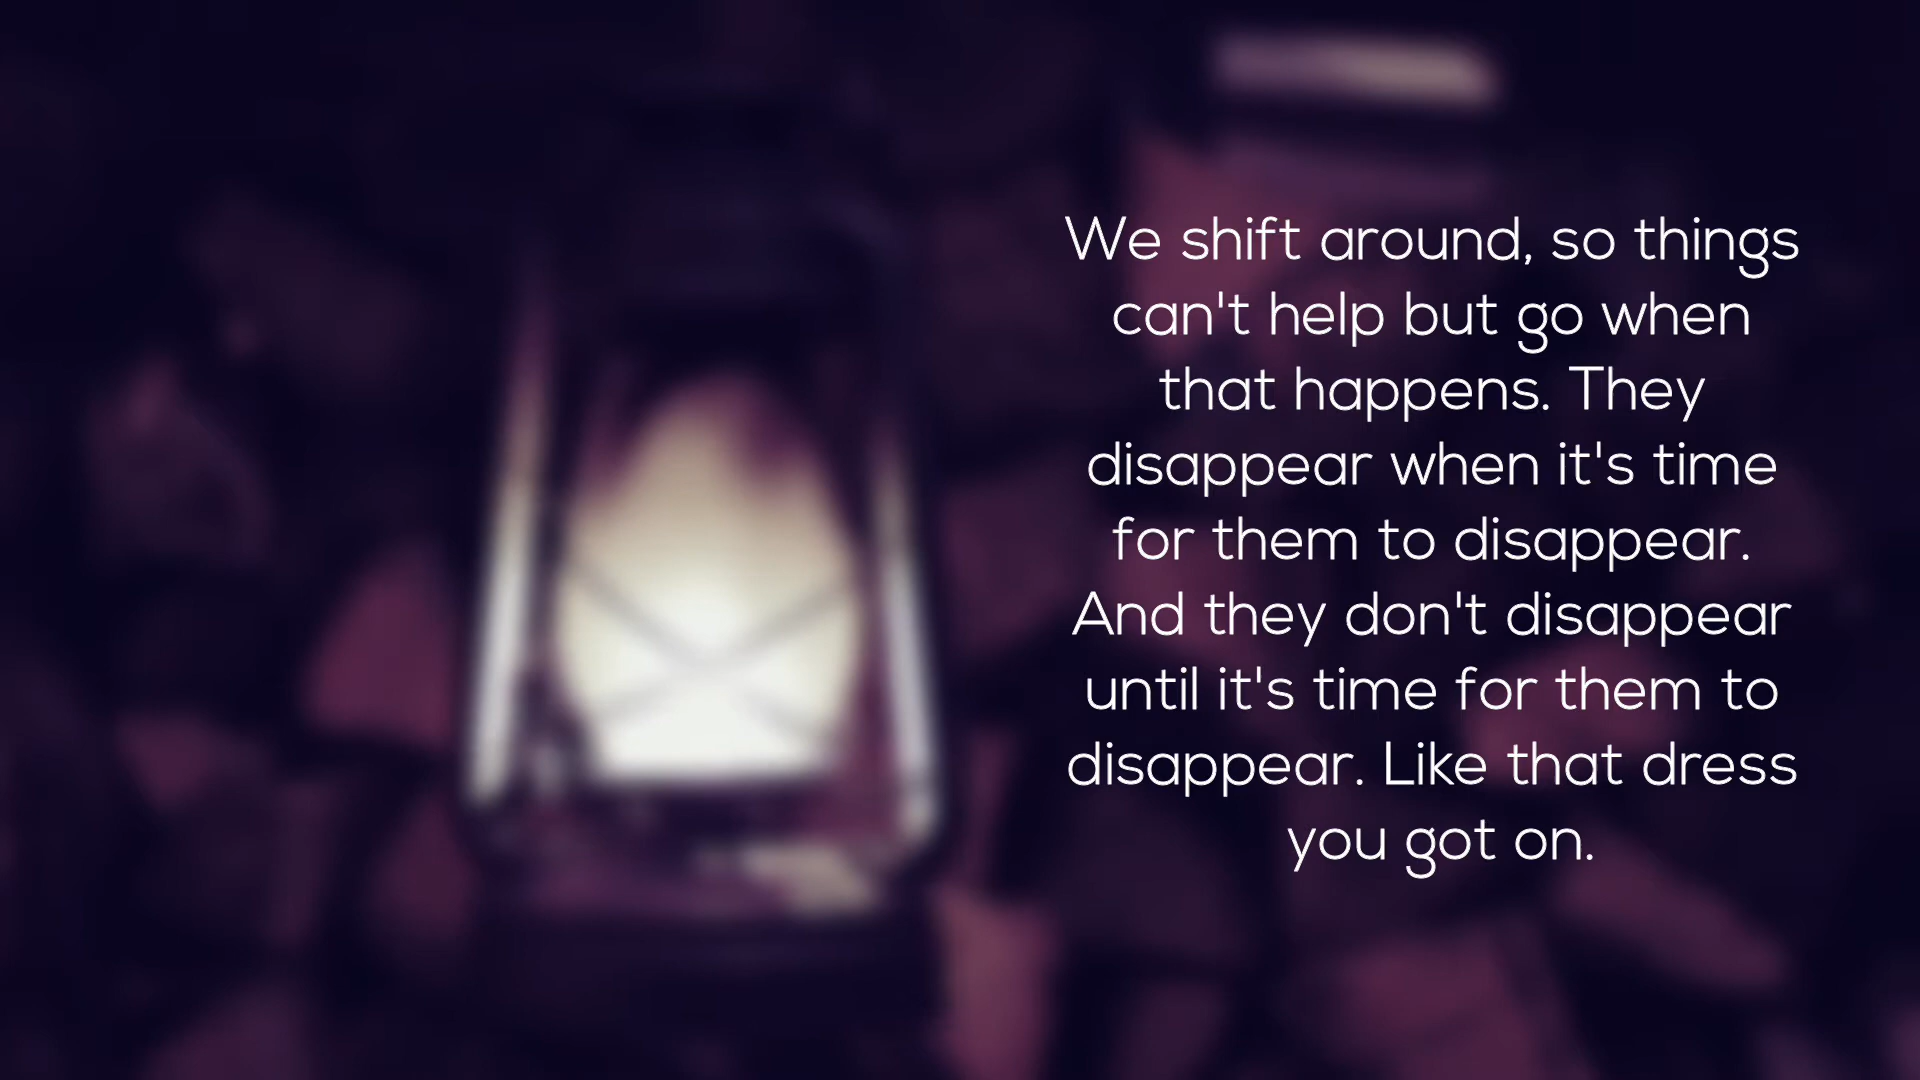 We shift around, so things
can't help but go when
that happens. They
disappear when it's time
for them to disappear.
And they don't disappear
until it's time for them to
disappear. Like that dress
you got on.